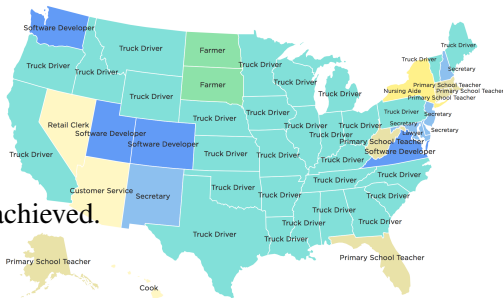 Software Developer
Truck Driver
Farmer
Truck Driver
Truck Driver
Secretary
Truck Driver
Truck Driver
Truck Driver
Farmer
Truck Driver
Truck Driver
Truck Driver
Primary School Teacher
Nursing Aide
Primary School Teacher
Primary School Teacher
Retail Clerk
Truck Driver
Truck Driver
Secretary
Software Developer
Truck Driver
Truck Driver
Secretary
Secretary
Lawyer
Truck Driver
Software Developer
Primary School Teacher
Truck Driver
Truck Driver
Truck Driver
Truck Driver
Software Developer
Truck Driver
Customer Service
Secretary
Truck Driver
Truck Driver
Truck Driver
Truck Driver
Truck Driver
achieved.
Truck Driver
Truck Driver
Truck Driver
Truck Driver
Truck Driver
Primary School Teacher
Primary School Teacher
Truck Driver
Cook